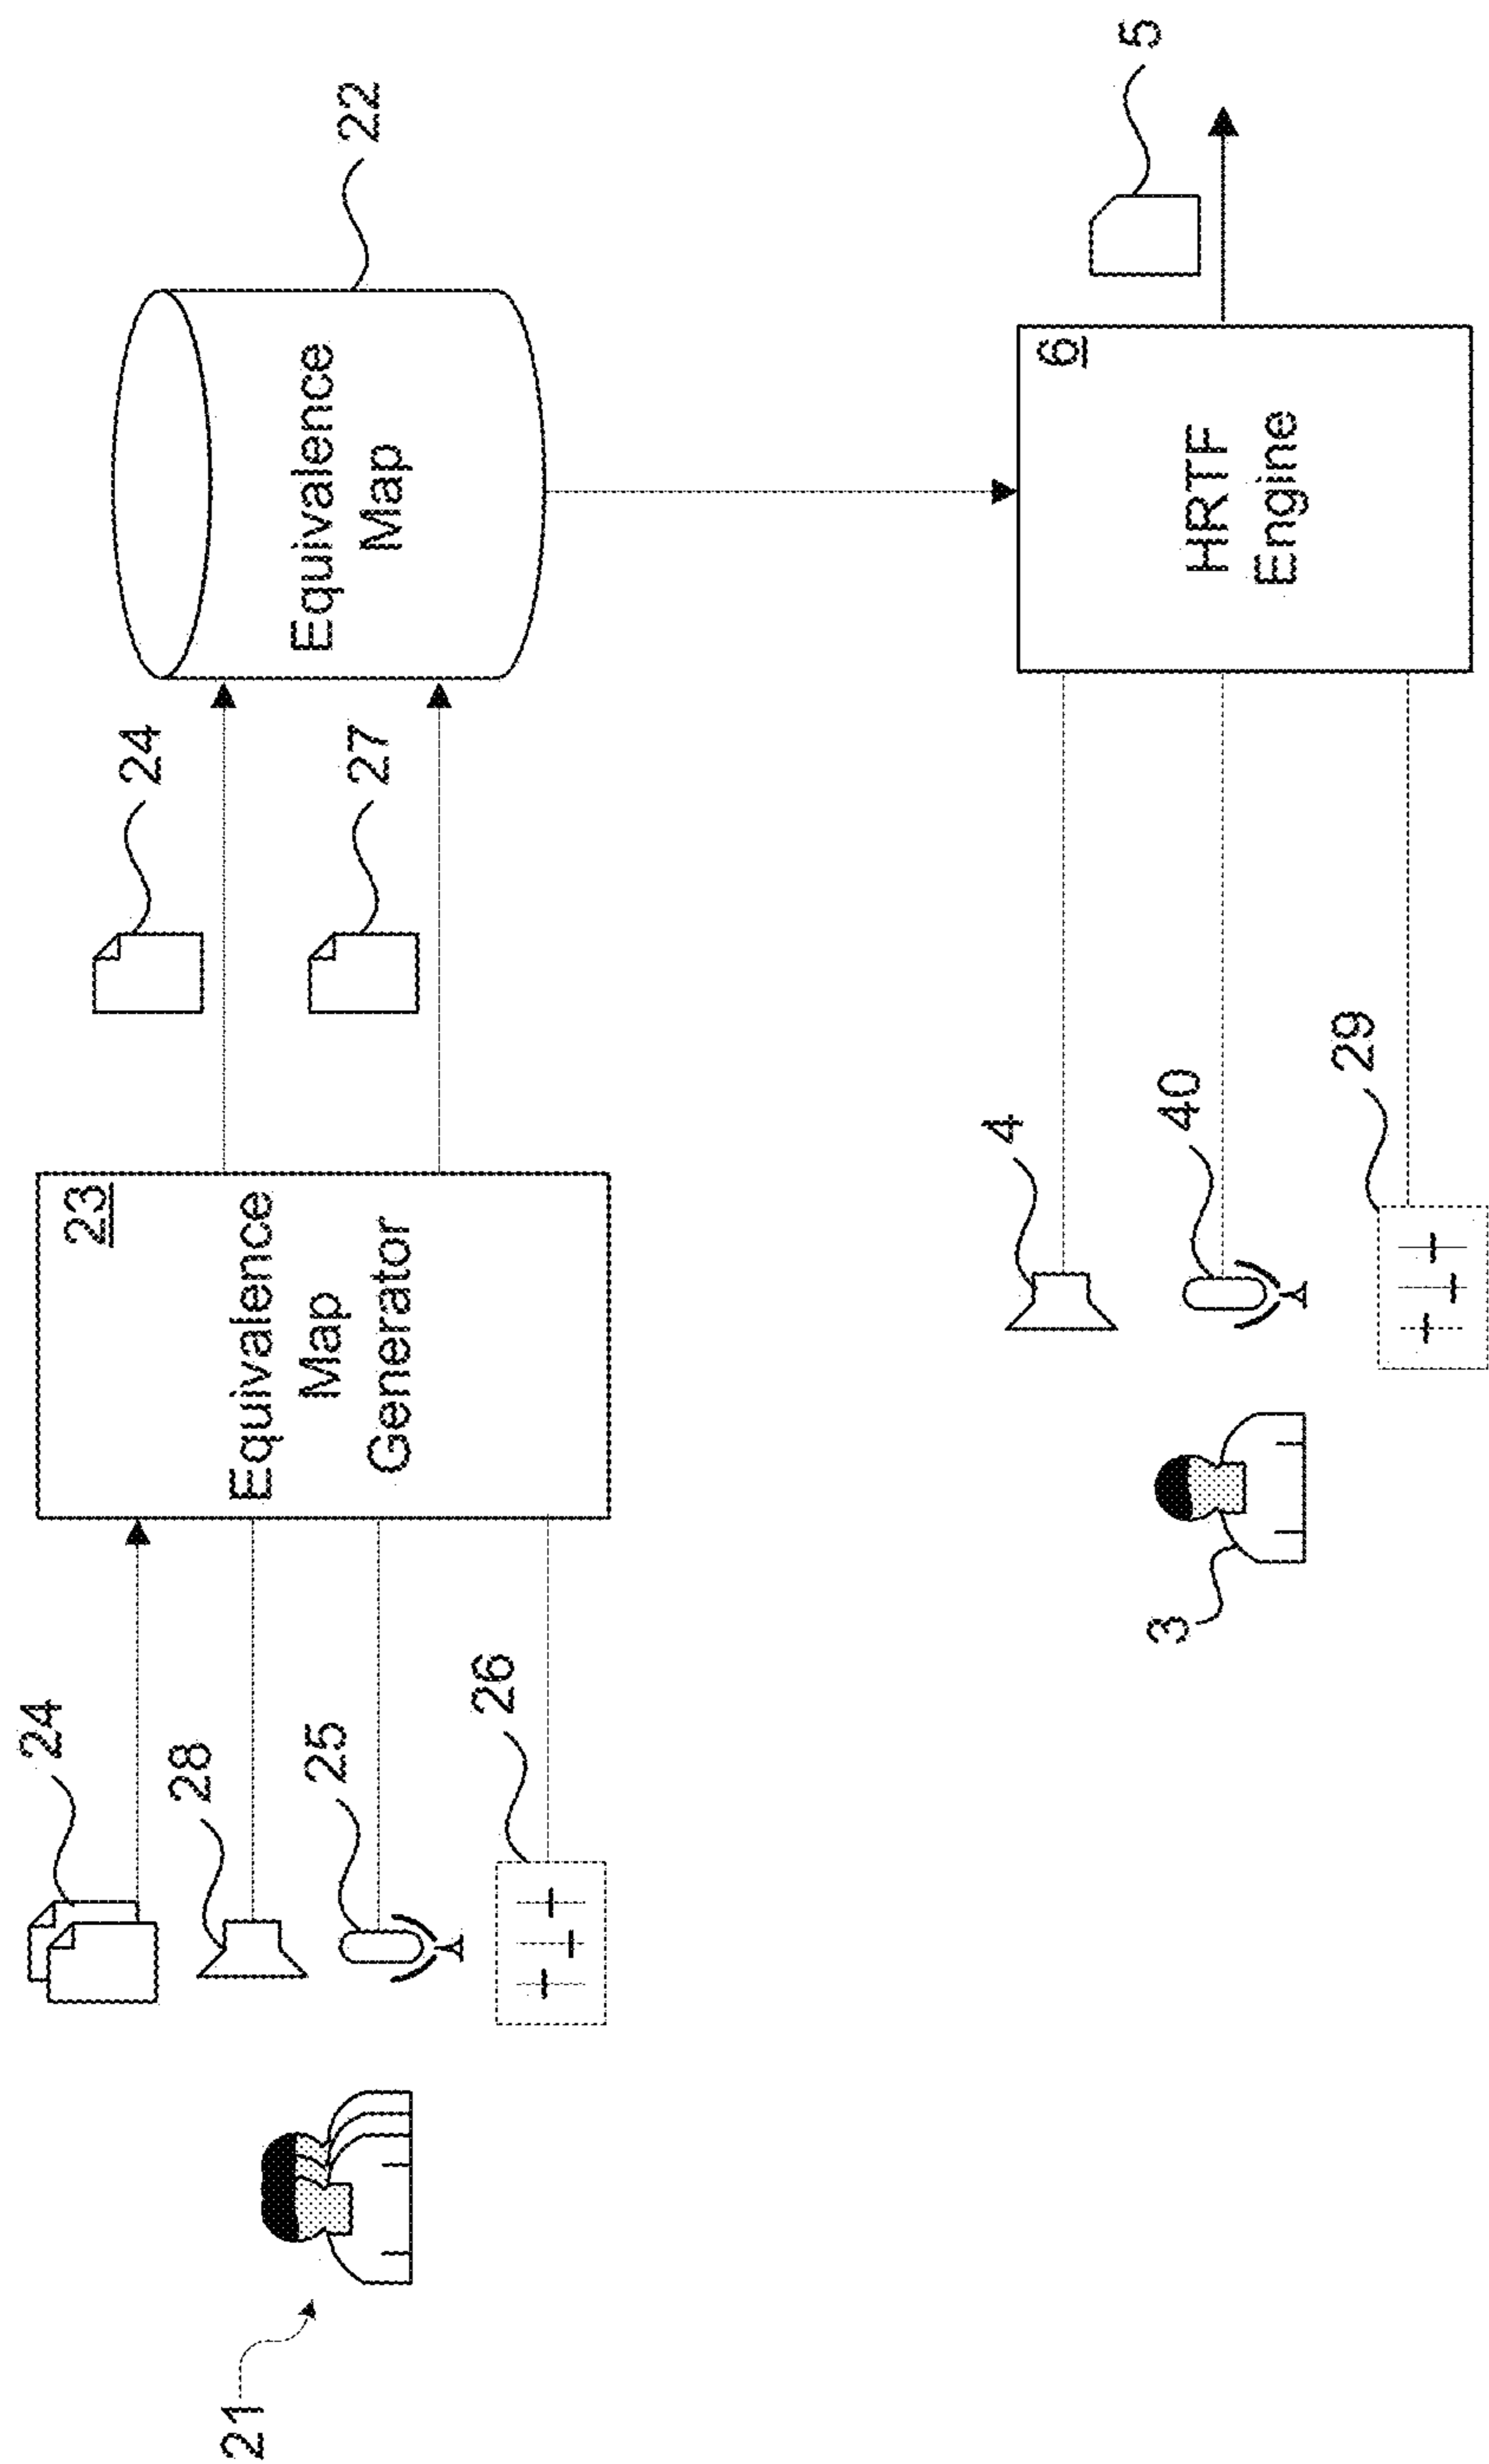 21
24
28
25
26
23
Equivalence
Map
Generator
24
27
Equivalence
Map
22
3
4
40
29
6
HRTF
Engine
5